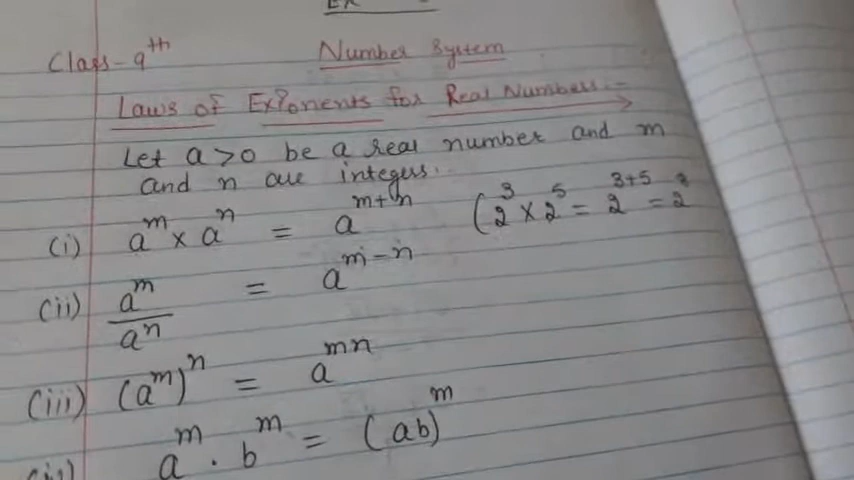 Class - 9th Number System
Laws of Exponents for Real Numbers :-
Let a > 0 be a real number and m
and n are integers.
(i) a^m × a^n = a^(m+n) (2^3 × 2^5 = 2^(3+5) = 2
(ii) a^m / a^n = a^(m-n)
(iii) (a^m)^n = a^(mn)
a^m . b^m = (ab)^m